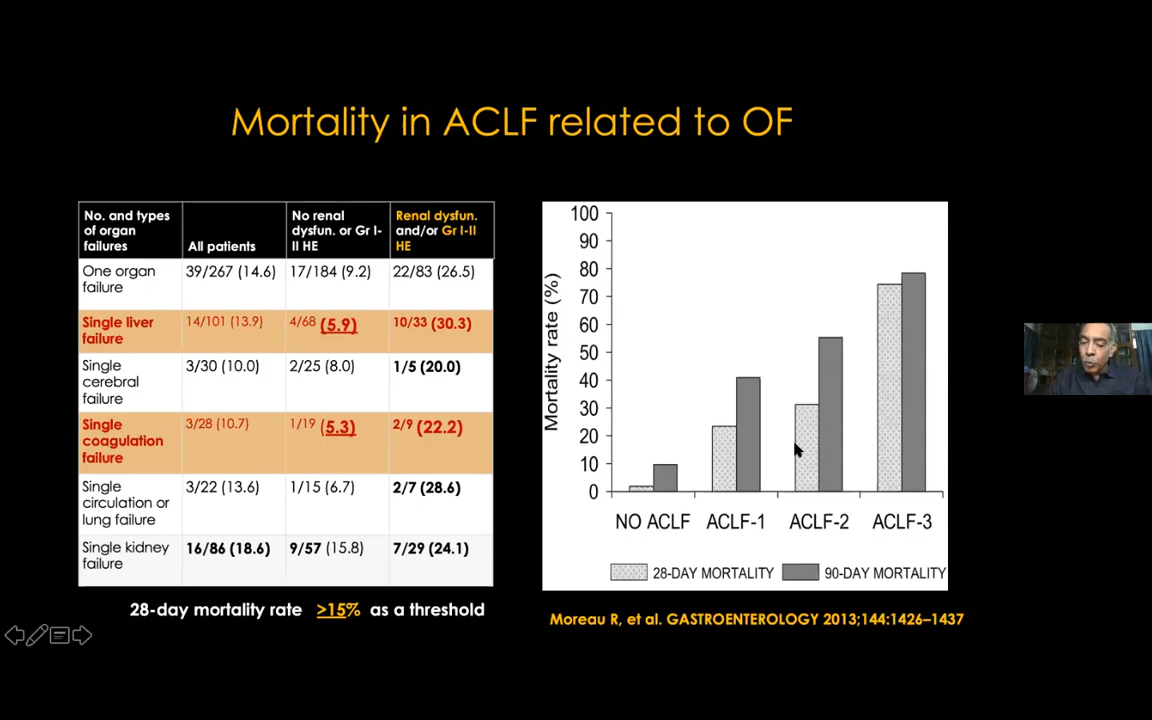 Mortality in ACLF related to OF
No. and types
of organ
failures
All patients
No renal
dysfun. or Gr I-
II HE
Renal dysfun.
and/or Gr I-II
HE
One organ
failure
39/267 (14.6)
17/184 (9.2)
22/83 (26.5)
Single liver
failure
14/101 (13.9)
4/68 (5.9)
10/33 (30.3)
Single
cerebral
failure
3/30 (10.0)
2/25 (8.0)
1/5 (20.0)
Single
coagulation
failure
3/28 (10.7)
1/19 (5.3)
2/9 (22.2)
Single
circulation or
lung failure
3/22 (13.6)
1/15 (6.7)
2/7 (28.6)
Single kidney
failure
16/86 (18.6)
9/57 (15.8)
7/29 (24.1)
28-day mortality rate >15% as a threshold
Mortality rate (%)
100
90
80
70
60
50
40
30
20
10
0
NO ACLF ACLF-1 ACLF-2 ACLF-3
28-DAY MORTALITY 90-DAY MORTALITY
Moreau R, et al. GASTROENTEROLOGY 2013;144:1426–1437